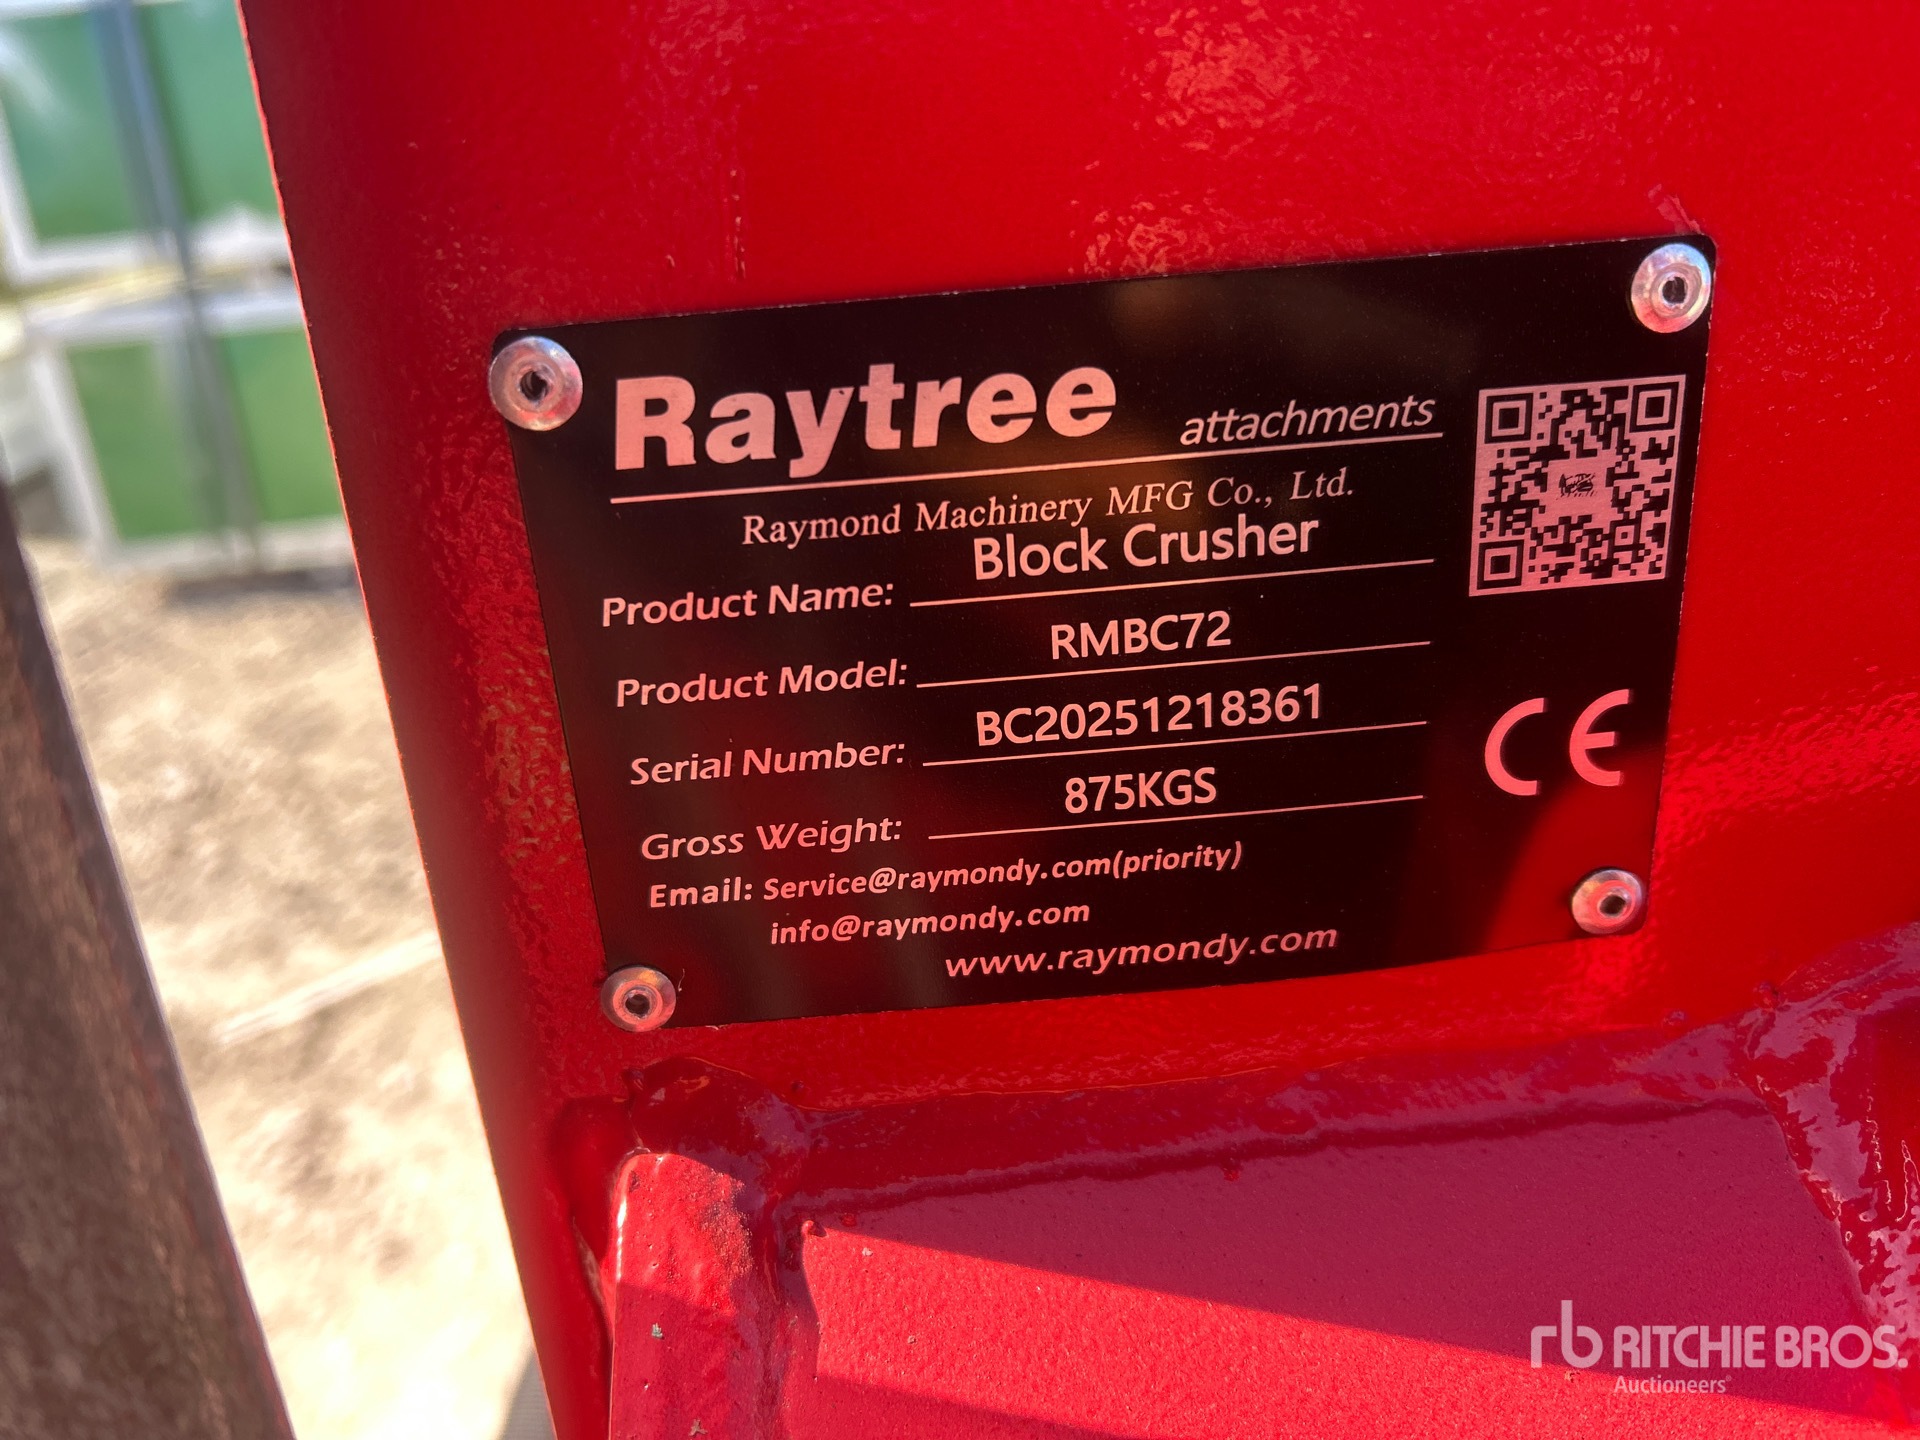 Raytree attachments
Raymond Machinery MFG Co., Ltd.
Product Name: Block Crusher
Product Model: RMBC72
Serial Number: BC20251218361
Gross Weight: 875KGS
Email: Service@raymondy.com(priority)
info@raymondy.com
www.raymondy.com
CE
rb RITCHIE BROS.
Auctioneers